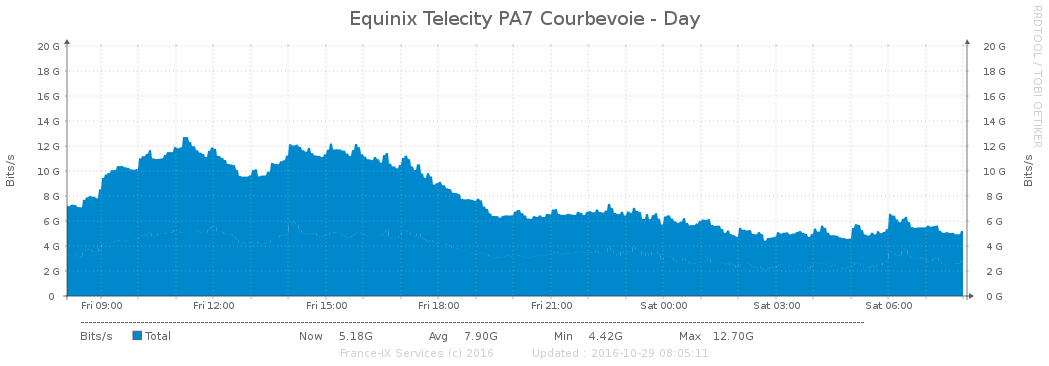 Equinix Telecity PA7 Courbevoie - Day
RRDTOOL / TOBI OETIKER
Bits/s
20 G 20 G
18 G 18 G
16 G 16 G
14 G 14 G
12 G 12 G
10 G 10 G
8 G 8 G
6 G 6 G
4 G 4 G
2 G 2 G
0 0 G
Bits/s
Fri 09:00 Fri 12:00 Fri 15:00 Fri 18:00 Fri 21:00 Sat 00:00 Sat 03:00 Sat 06:00
Bits/s Total Now 5.18G Avg 7.90G Min 4.42G Max 12.70G
France-IX Services (c) 2016 Updated : 2016-10-29 08:05:11